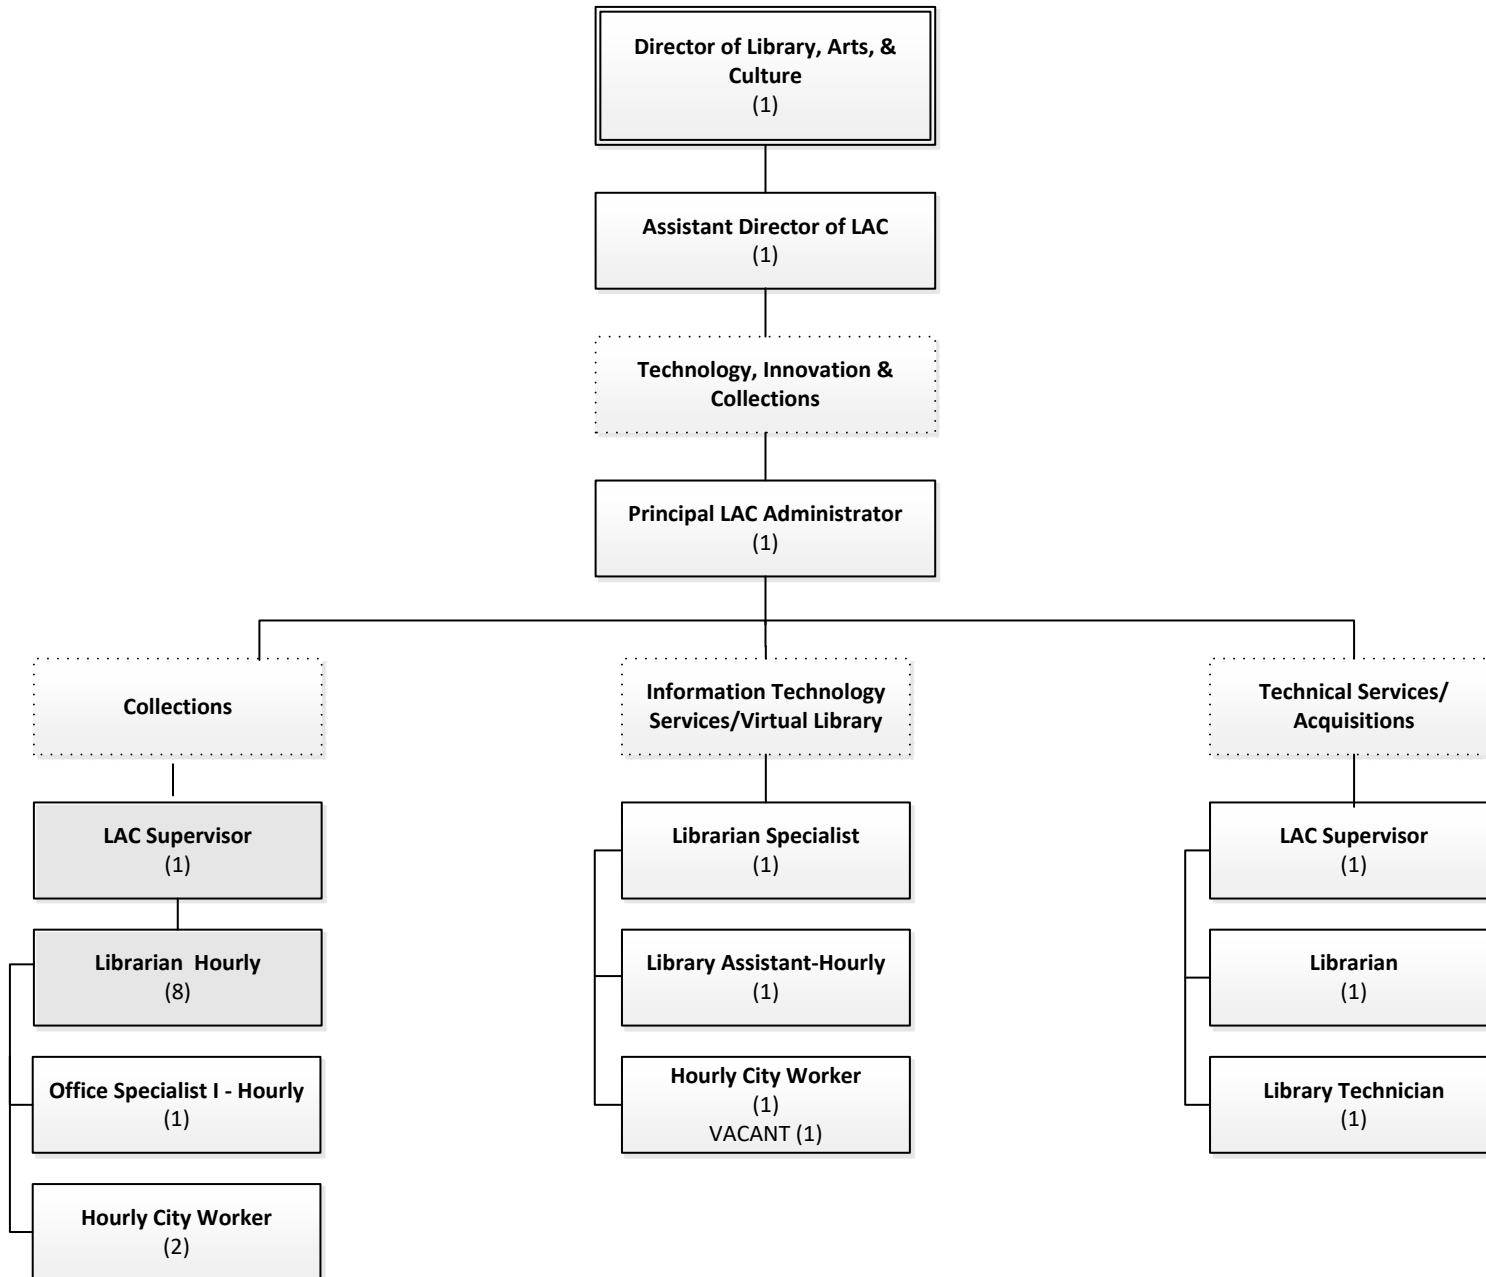 Director of Library, Arts, &
Culture
(1)
Assistant Director of LAC
(1)
Technology, Innovation &
Collections
Principal LAC Administrator
(1)
Collections
Information Technology
Services/Virtual Library
Technical Services/
Acquisitions
LAC Supervisor
(1)
Librarian Specialist
(1)
LAC Supervisor
(1)
Librarian  Hourly
(8)
Library Assistant-Hourly
(1)
Librarian
(1)
Office Specialist I - Hourly
(1)
Hourly City Worker
(1)
VACANT (1)
Library Technician
(1)
Hourly City Worker
(2)